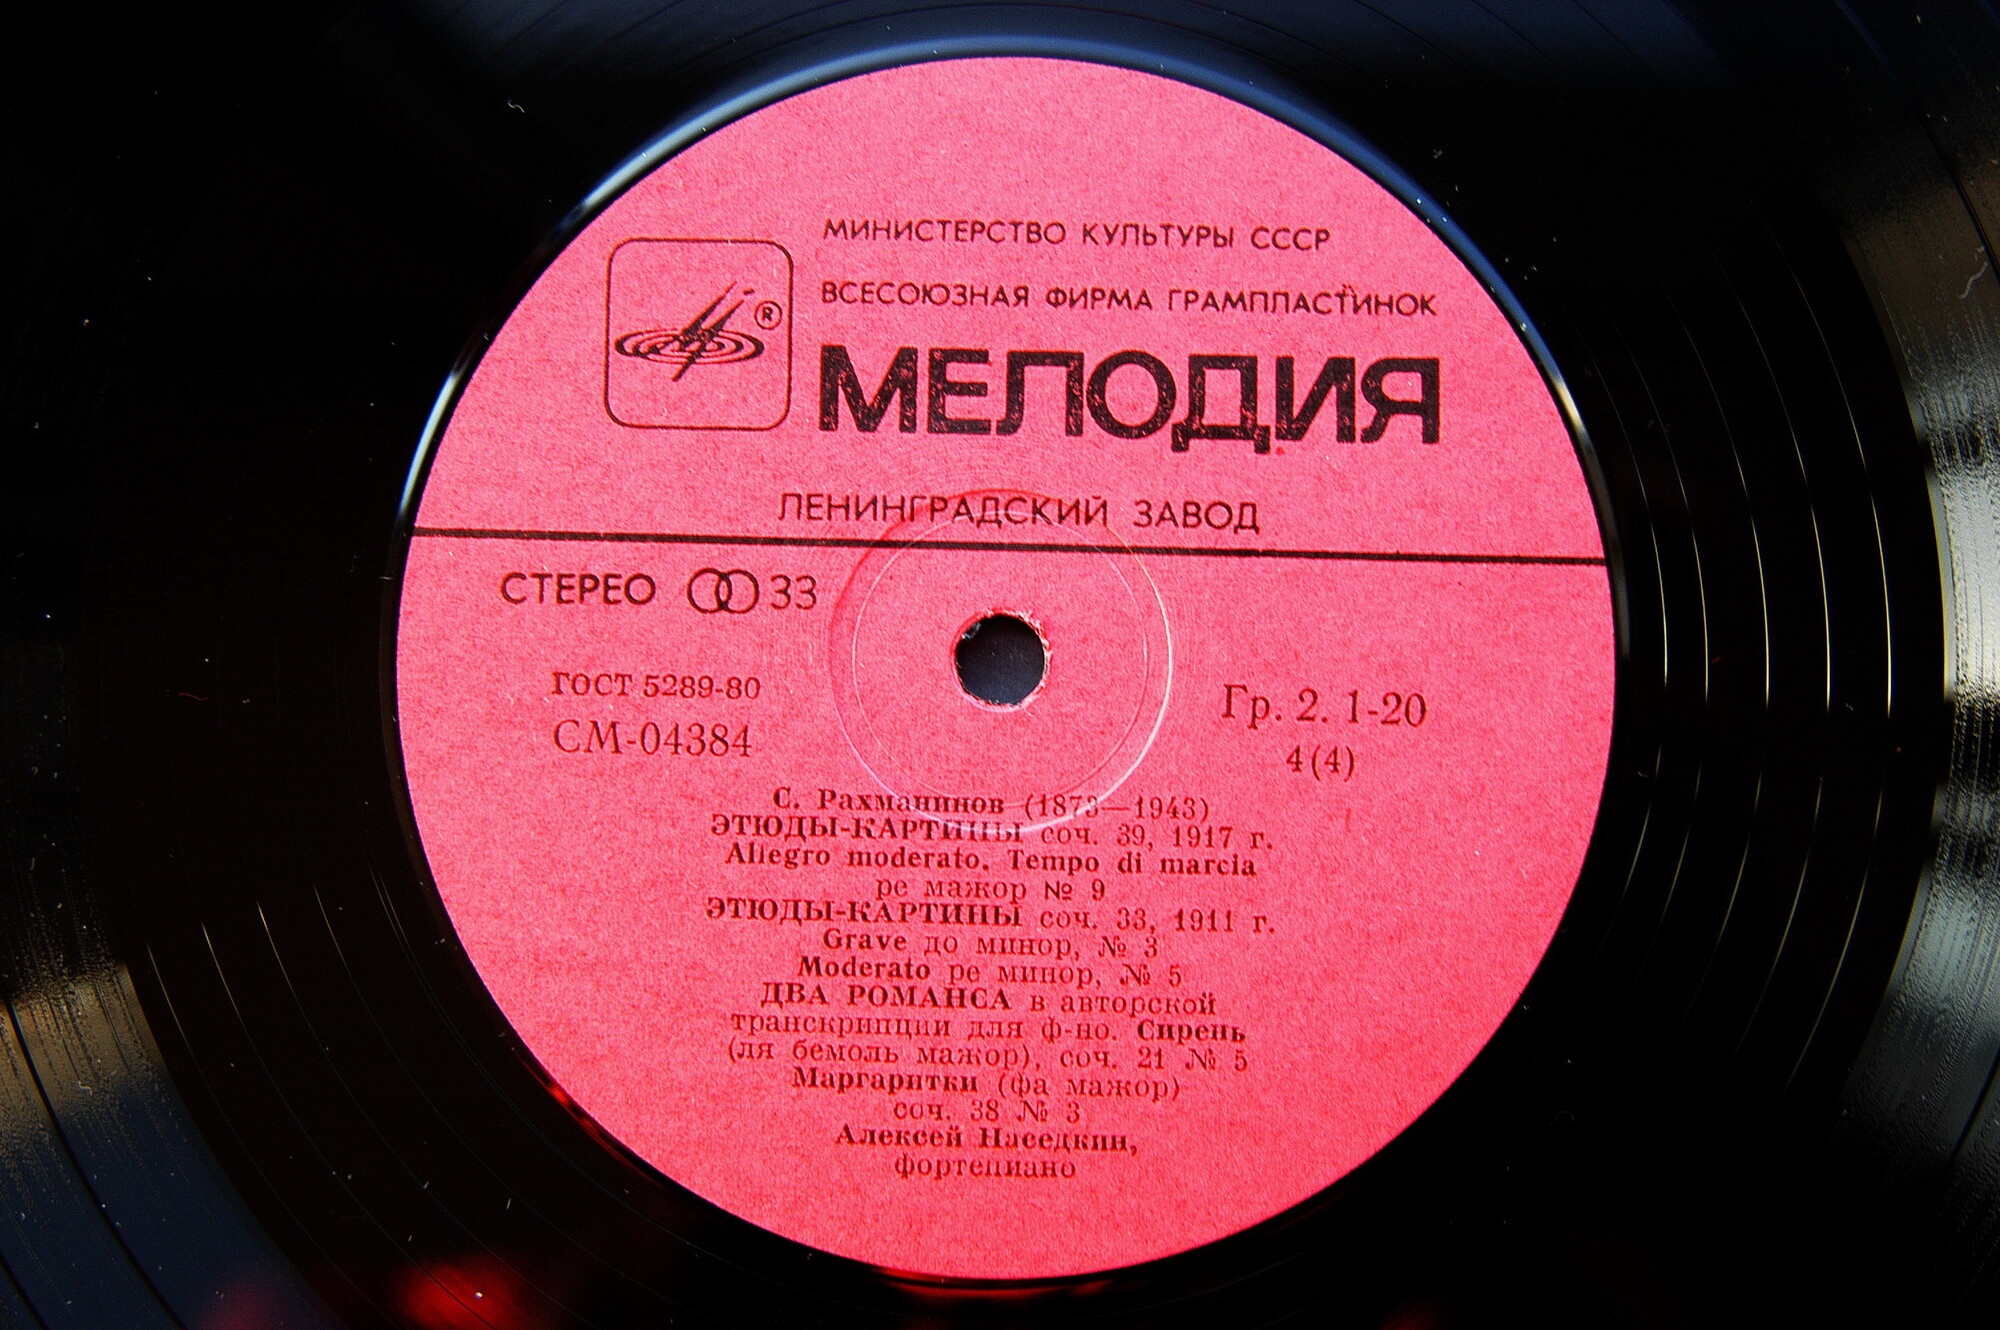 МИНИСТЕРСТВО КУЛЬТУРЫ СССР
ВСЕСОЮЗНАЯ ФИРМА ГРАМПЛАСТИНОК
®
МЕЛОДИЯ
ЛЕНИНГРАДСКИЙ ЗАВОД
СТЕРЕО 33
ГОСТ 5289-80
СМ-04384
Гр. 2. 1-20
4(4)
С. Рахманинов (1873—1943)
ЭТЮДЫ-КАРТИНЫ соч. 39, 1917 г.
Allegro moderato. Tempo di marcia
ре мажор № 9
ЭТЮДЫ-КАРТИНЫ соч. 33, 1911 г.
Grave до минор, № 3
Moderato ре минор, № 5
ДВА РОМАНСА в авторской
транскрипции для ф-но. Сирень
(ля бемоль мажор), соч. 21 № 5
Маргаритки (фа мажор)
соч. 38 № 3
Алексей Наседкин,
фортепиано